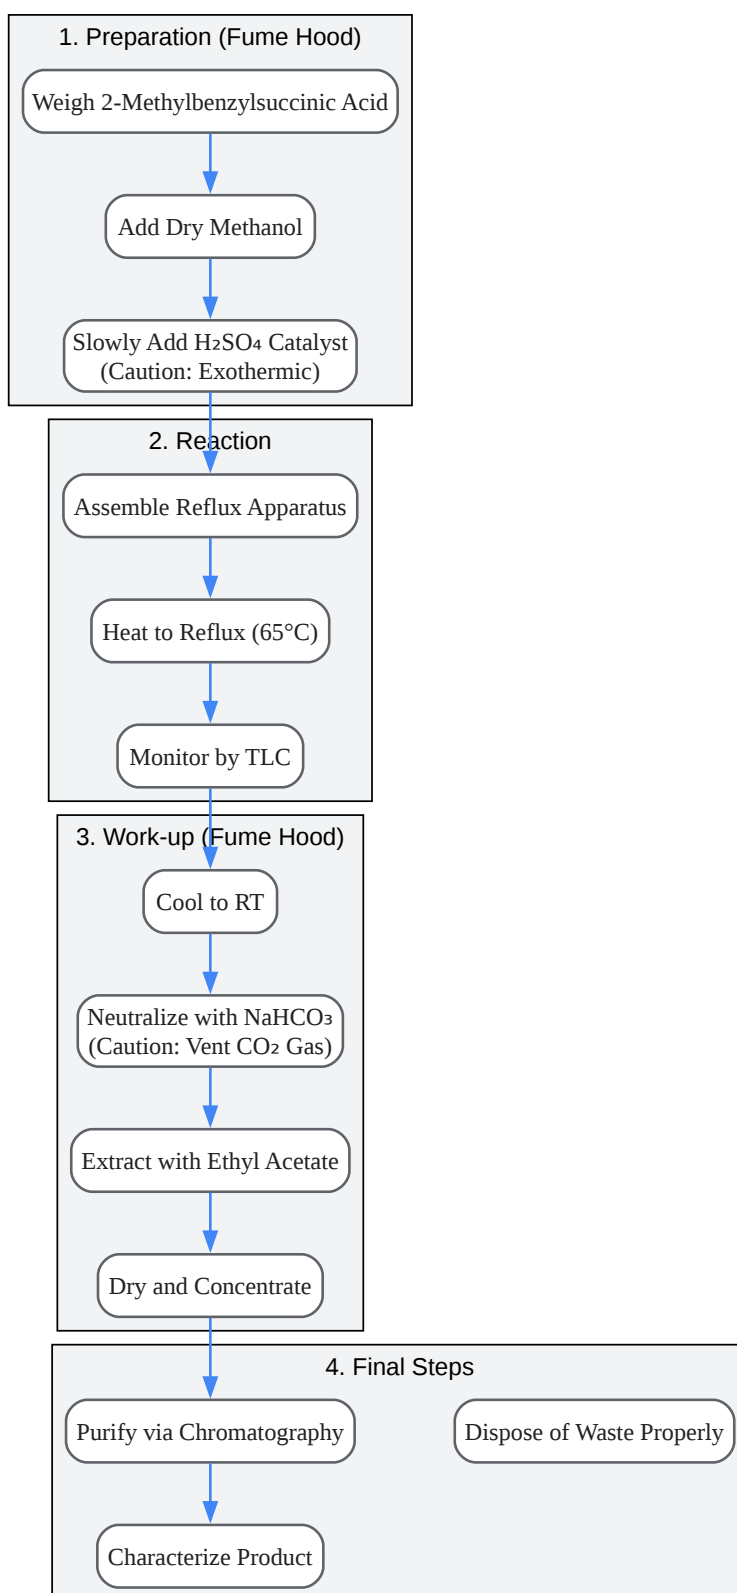 1. Preparation (Fume Hood)
Weigh 2-Methylbenzylsuccinic Acid
Add Dry Methanol
Slowly Add H₂SO₄ Catalyst
(Caution: Exothermic)
2. Reaction
Assemble Reflux Apparatus
Heat to Reflux (65°C)
Monitor by TLC
3. Work-up (Fume Hood)
Cool to RT
Neutralize with NaHCO₃
(Caution: Vent CO₂ Gas)
Extract with Ethyl Acetate
Dry and Concentrate
4. Final Steps
Purify via Chromatography
Dispose of Waste Properly
Characterize Product